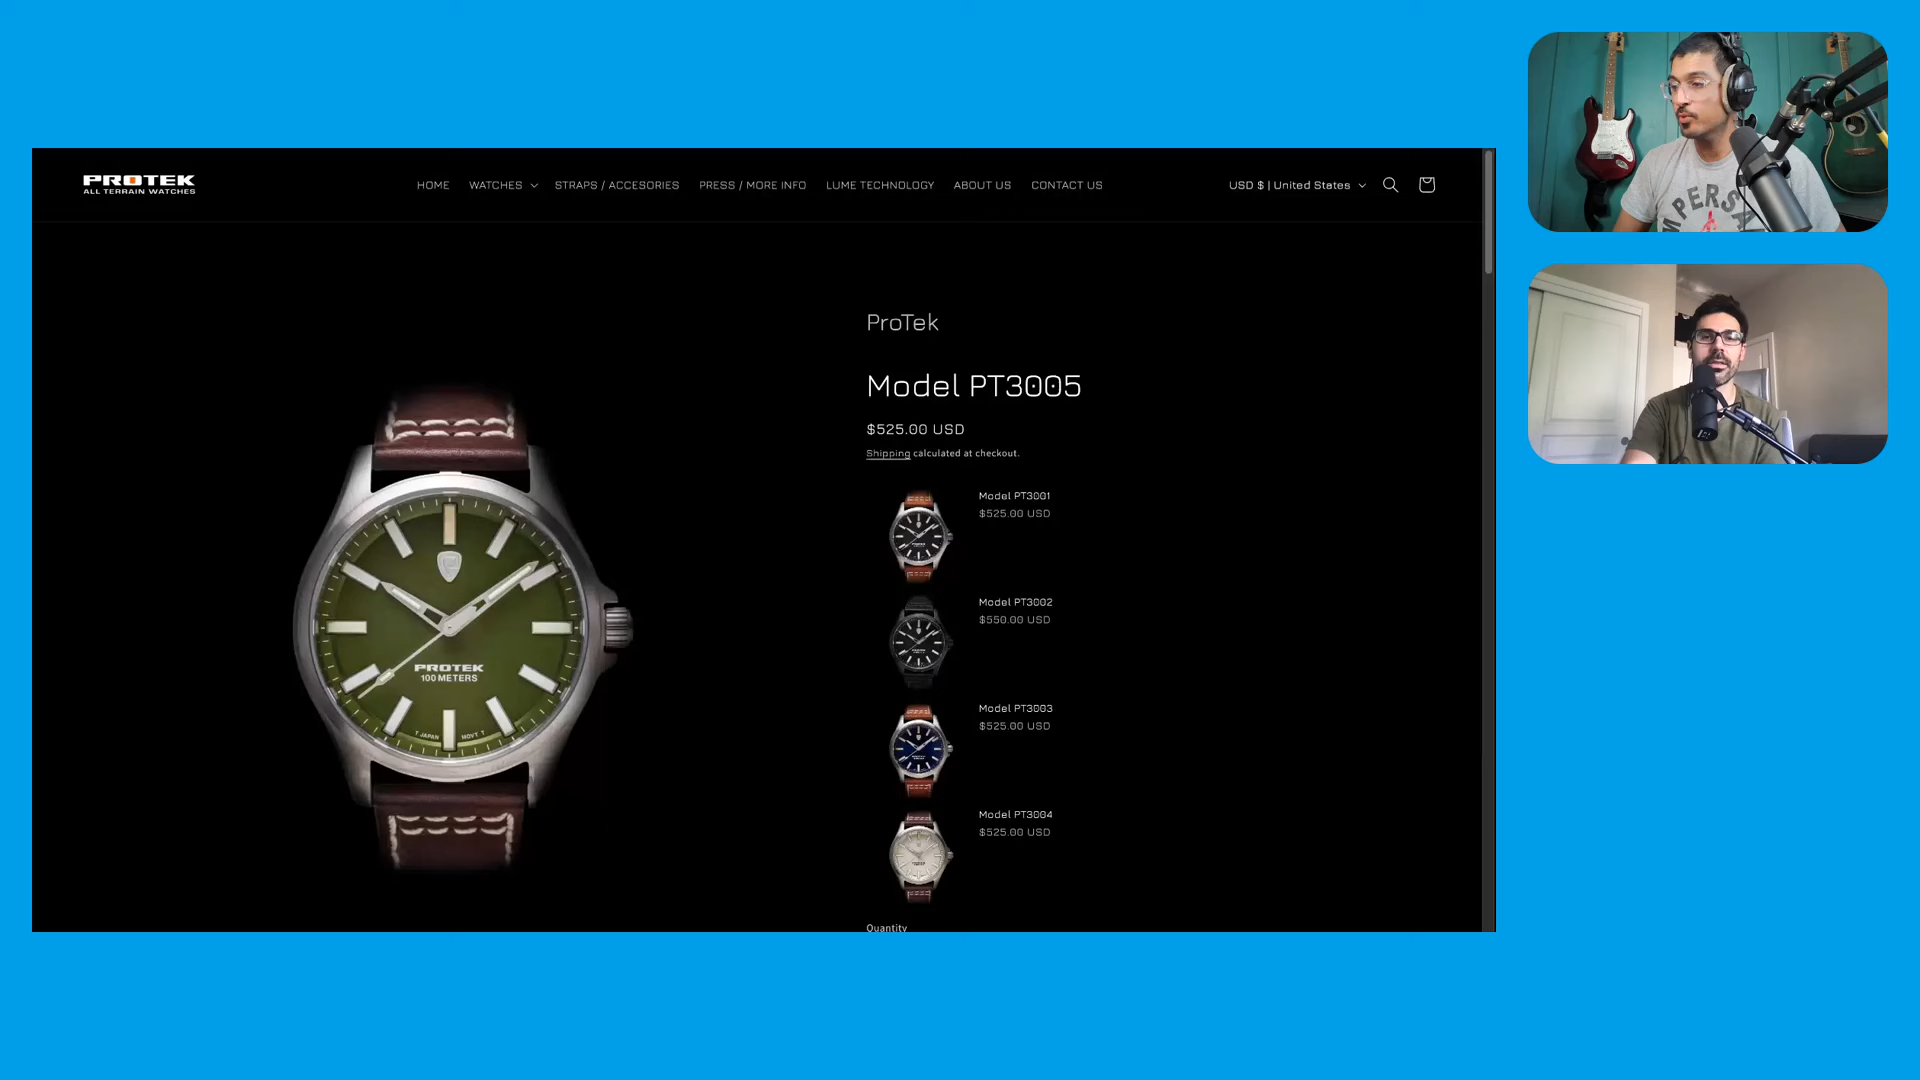 PROTEK
ALL TERRAIN WATCHES
HOME
WATCHES
STRAPS / ACCESORIES
PRESS / MORE INFO
LUME TECHNOLOGY
ABOUT US
CONTACT US
USD $ | United States
ProTek
Model PT3005
$525.00 USD
Shipping calculated at checkout.
Model PT3001
$525.00 USD
Model PT3002
$550.00 USD
Model PT3003
$525.00 USD
Model PT3004
$525.00 USD
Quantity
PROTEK
100 METERS
T JAPAN MOVT T